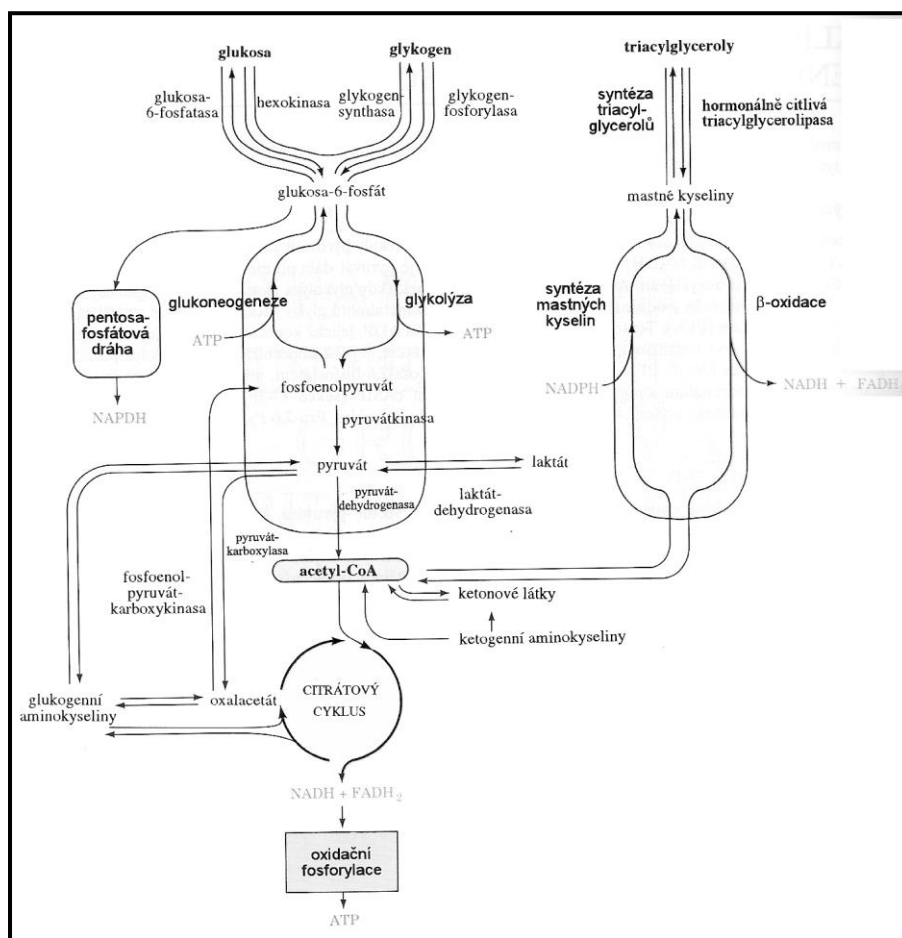 glukosa
glykogen
triacylglyceroly
glukosa-
6-fosfatasa
hexokinasa
glykogen-
synthasa
glykogen-
fosforylasa
syntéza
triacyl-
glycerolů
hormonálně citlivá
triacylglycerolipasa
glukosa-6-fosfát
mastné kyseliny
pentosa-
fosfátová
dráha
NAPDH
glukoneogeneze
ATP
glykolýza
ATP
syntéza
mastných
kyselin
NADPH
β-oxidace
NADH + FADH
fosfoenolpyruvát
pyruvátkinasa
pyruvát
laktát
pyruvát-
dehydrogenasa
laktát-
dehydrogenasa
pyruvát-
karboxylasa
fosfoenol-
pyruvát-
karboxykinasa
acetyl-CoA
ketonové látky
ketogenní aminokyseliny
glukogenní
aminokyseliny
oxalacetát
CITRÁTOVÝ
CYKLUS
NADH + FADH₂
oxidační
fosforylace
ATP